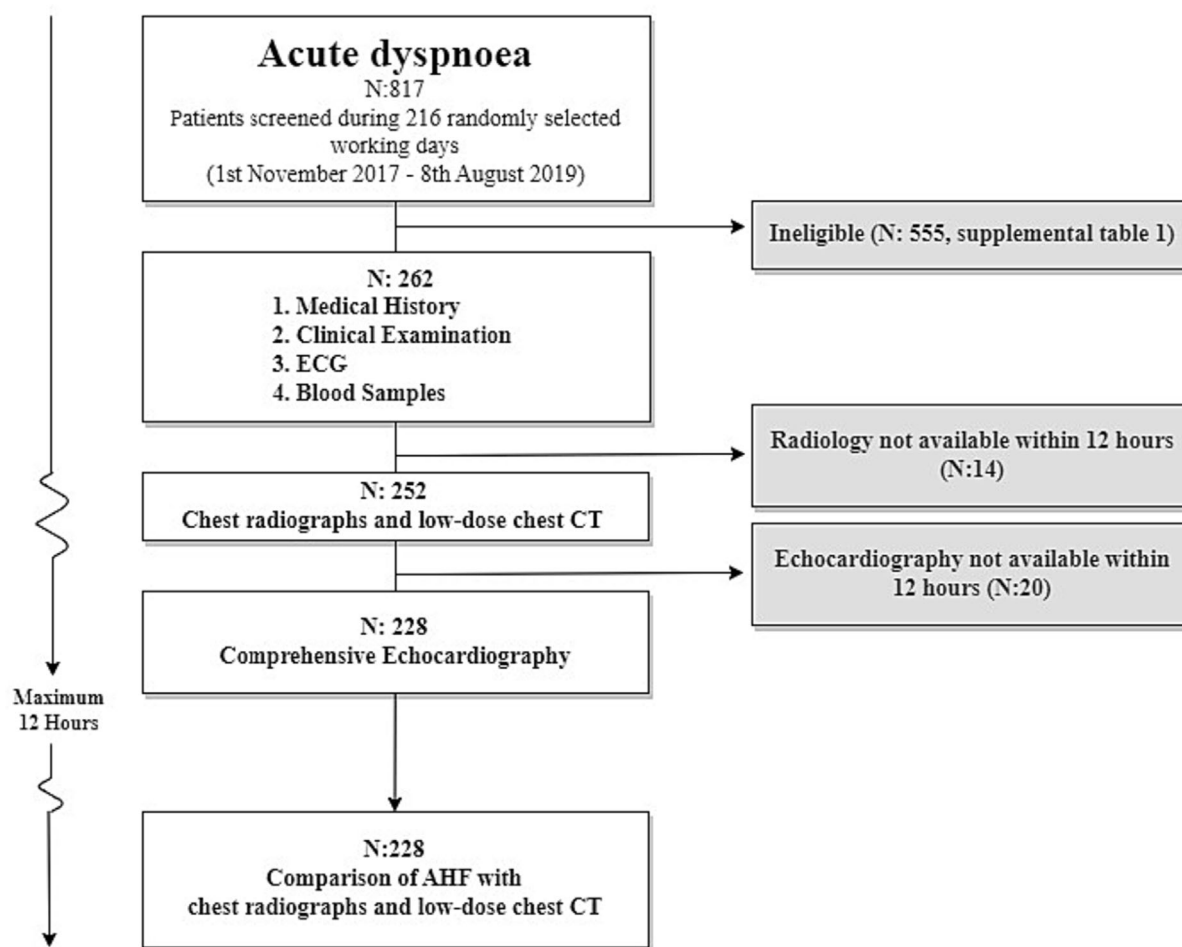 Acute dyspnoea
N:817
Patients screened during 216 randomly selected
working days
(1st November 2017 - 8th August 2019)
Ineligible (N: 555, supplemental table 1)
N: 262
1. Medical History
2. Clinical Examination
3. ECG
4. Blood Samples
Radiology not available within 12 hours
(N:14)
N: 252
Chest radiographs and low-dose chest CT
Echocardiography not available within
12 hours (N:20)
N: 228
Comprehensive Echocardiography
Maximum
12 Hours
N:228
Comparison of AHF with
chest radiographs and low-dose chest CT